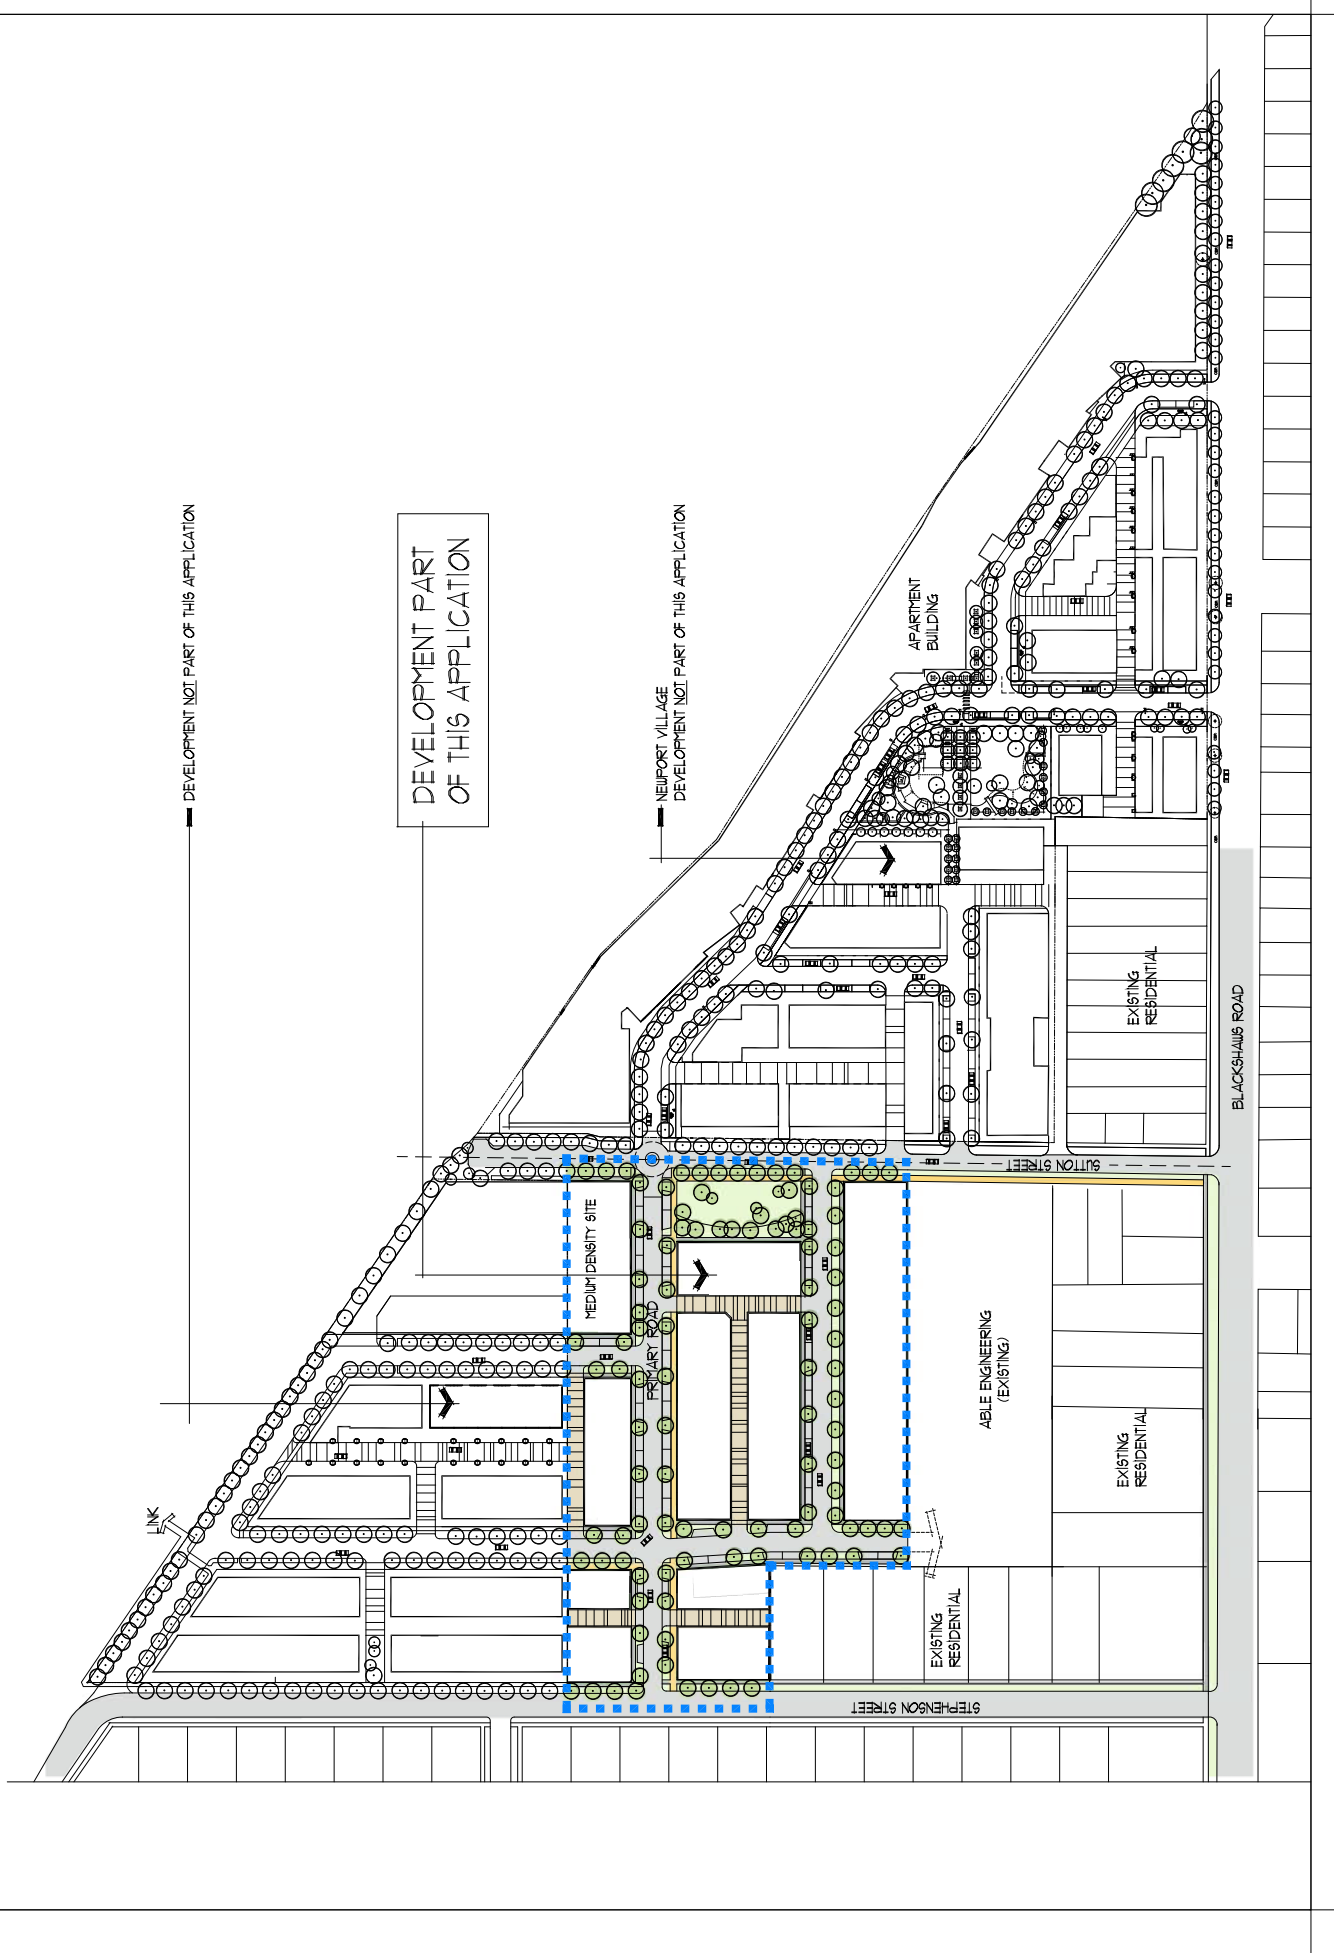 DEVELOPMENT NOT PART OF THIS APPLICATION
DEVELOPMENT PART
OF THIS APPLICATION
NEWPORT VILLAGE
DEVELOPMENT NOT PART OF THIS APPLICATION
APARTMENT
BUILDING
EXISTING
RESIDENTIAL
BLACKSHAWS ROAD
SUTTON STREET
MEDIUM DENSITY SITE
PRIMARY ROAD
ABLE ENGINEERING
(EXISTING)
EXISTING
RESIDENTIAL
LINK
EXISTING
RESIDENTIAL
STEPHENSON STREET